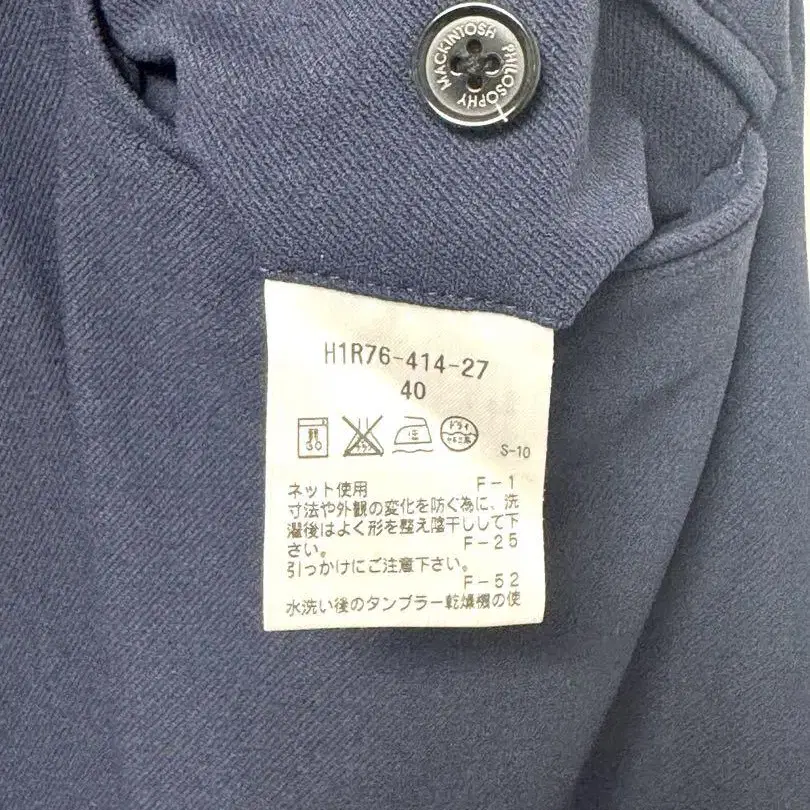 MACKINTOSH PHILOSOPHY
H1R76-414-27
40
30
ドライ
S-10
ネット使用 F-1
寸法や外観の変化を防ぐ為に、洗
濯後はよく形を整え陰干しして下
さい。 F-25
引っかけにご注意下さい。
F-52
水洗い後のタンブラー乾燥機の使